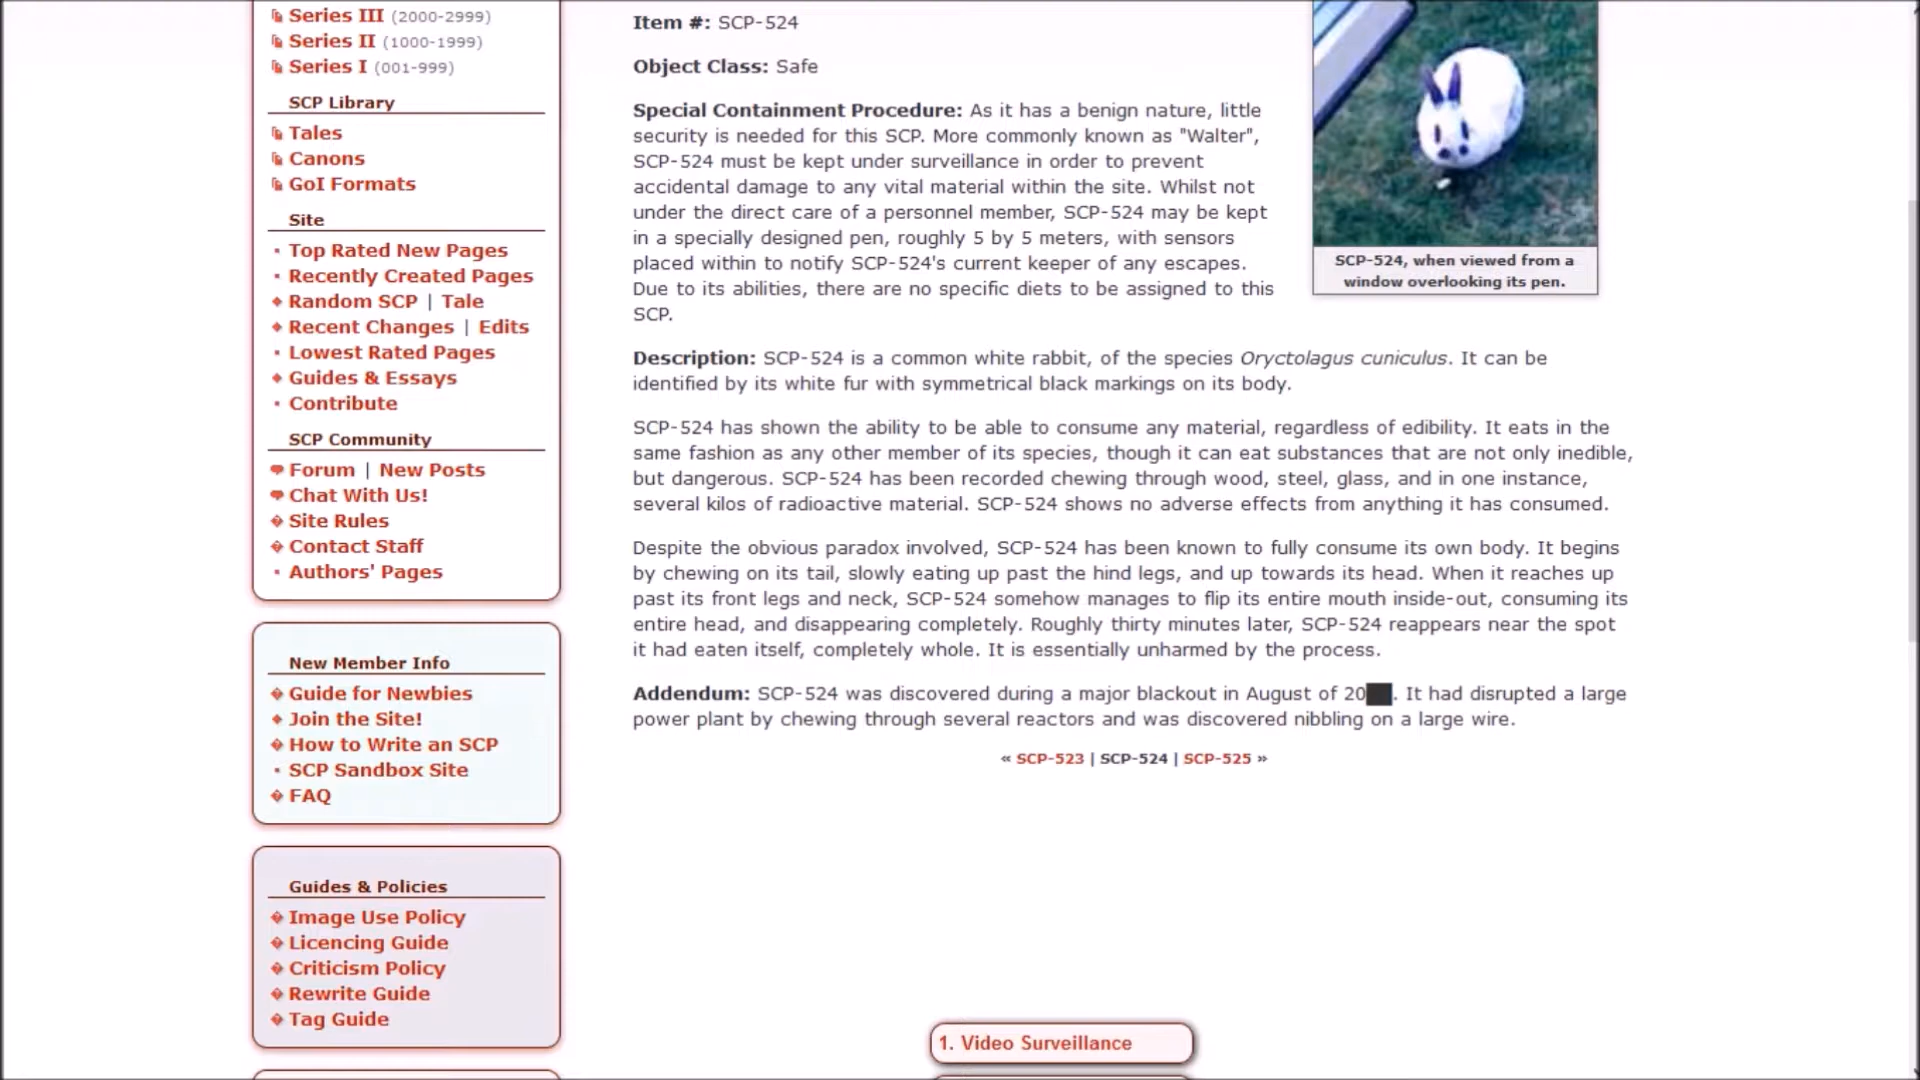 Series III (2000-2999)
Series II (1000-1999)
Series I (001-999)
SCP Library
Tales
Canons
GoI Formats
Site
Top Rated New Pages
Recently Created Pages
Random SCP | Tale
Recent Changes | Edits
Lowest Rated Pages
Guides & Essays
Contribute
SCP Community
Forum | New Posts
Chat With Us!
Site Rules
Contact Staff
Authors' Pages
New Member Info
Guide for Newbies
Join the Site!
How to Write an SCP
SCP Sandbox Site
FAQ
Guides & Policies
Image Use Policy
Licencing Guide
Criticism Policy
Rewrite Guide
Tag Guide
Item #: SCP-524
Object Class: Safe
Special Containment Procedure: As it has a benign nature, little
security is needed for this SCP. More commonly known as "Walter",
SCP-524 must be kept under surveillance in order to prevent
accidental damage to any vital material within the site. Whilst not
under the direct care of a personnel member, SCP-524 may be kept
in a specially designed pen, roughly 5 by 5 meters, with sensors
placed within to notify SCP-524's current keeper of any escapes.
Due to its abilities, there are no specific diets to be assigned to this
SCP.
SCP-524, when viewed from a
window overlooking its pen.
Description: SCP-524 is a common white rabbit, of the species Oryctolagus cuniculus. It can be
identified by its white fur with symmetrical black markings on its body.
SCP-524 has shown the ability to be able to consume any material, regardless of edibility. It eats in the
same fashion as any other member of its species, though it can eat substances that are not only inedible,
but dangerous. SCP-524 has been recorded chewing through wood, steel, glass, and in one instance,
several kilos of radioactive material. SCP-524 shows no adverse effects from anything it has consumed.
Despite the obvious paradox involved, SCP-524 has been known to fully consume its own body. It begins
by chewing on its tail, slowly eating up past the hind legs, and up towards its head. When it reaches up
past its front legs and neck, SCP-524 somehow manages to flip its entire mouth inside-out, consuming its
entire head, and disappearing completely. Roughly thirty minutes later, SCP-524 reappears near the spot
it had eaten itself, completely whole. It is essentially unharmed by the process.
Addendum: SCP-524 was discovered during a major blackout in August of 20██. It had disrupted a large
power plant by chewing through several reactors and was discovered nibbling on a large wire.
« SCP-523 | SCP-524 | SCP-525 »
1. Video Surveillance